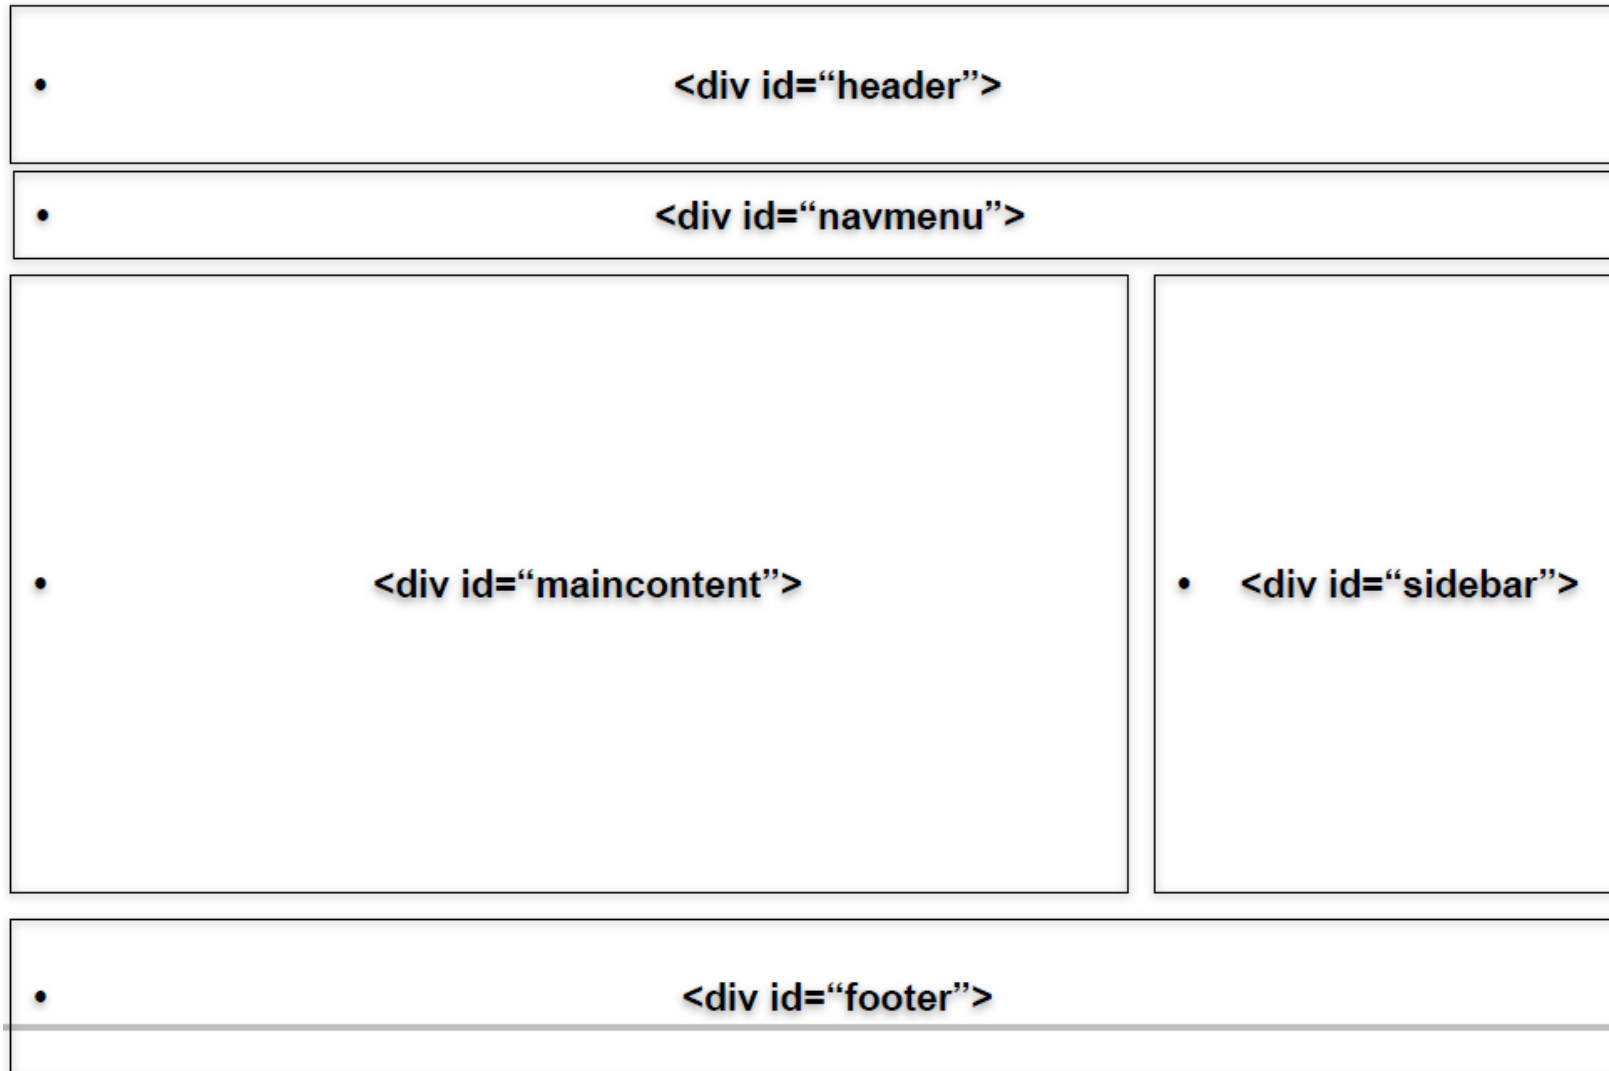 • <div id=“header”>
• <div id=“navmenu”>
• <div id=“maincontent”>
• <div id=“sidebar”>
• <div id=“footer”>